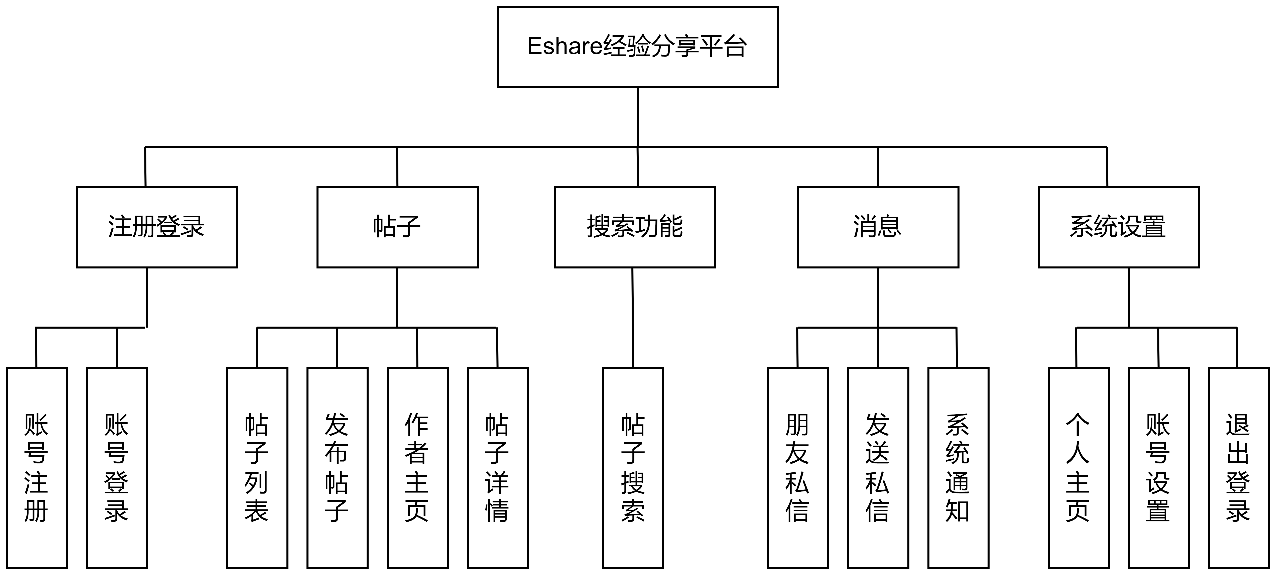 Eshare经验分享平台
注册登录
帖子
搜索功能
消息
系统设置
账号注册
账号登录
帖子列表
发布帖子
作者主页
帖子详情
帖子搜索
朋友私信
发送私信
系统通知
个人主页
账号设置
退出登录